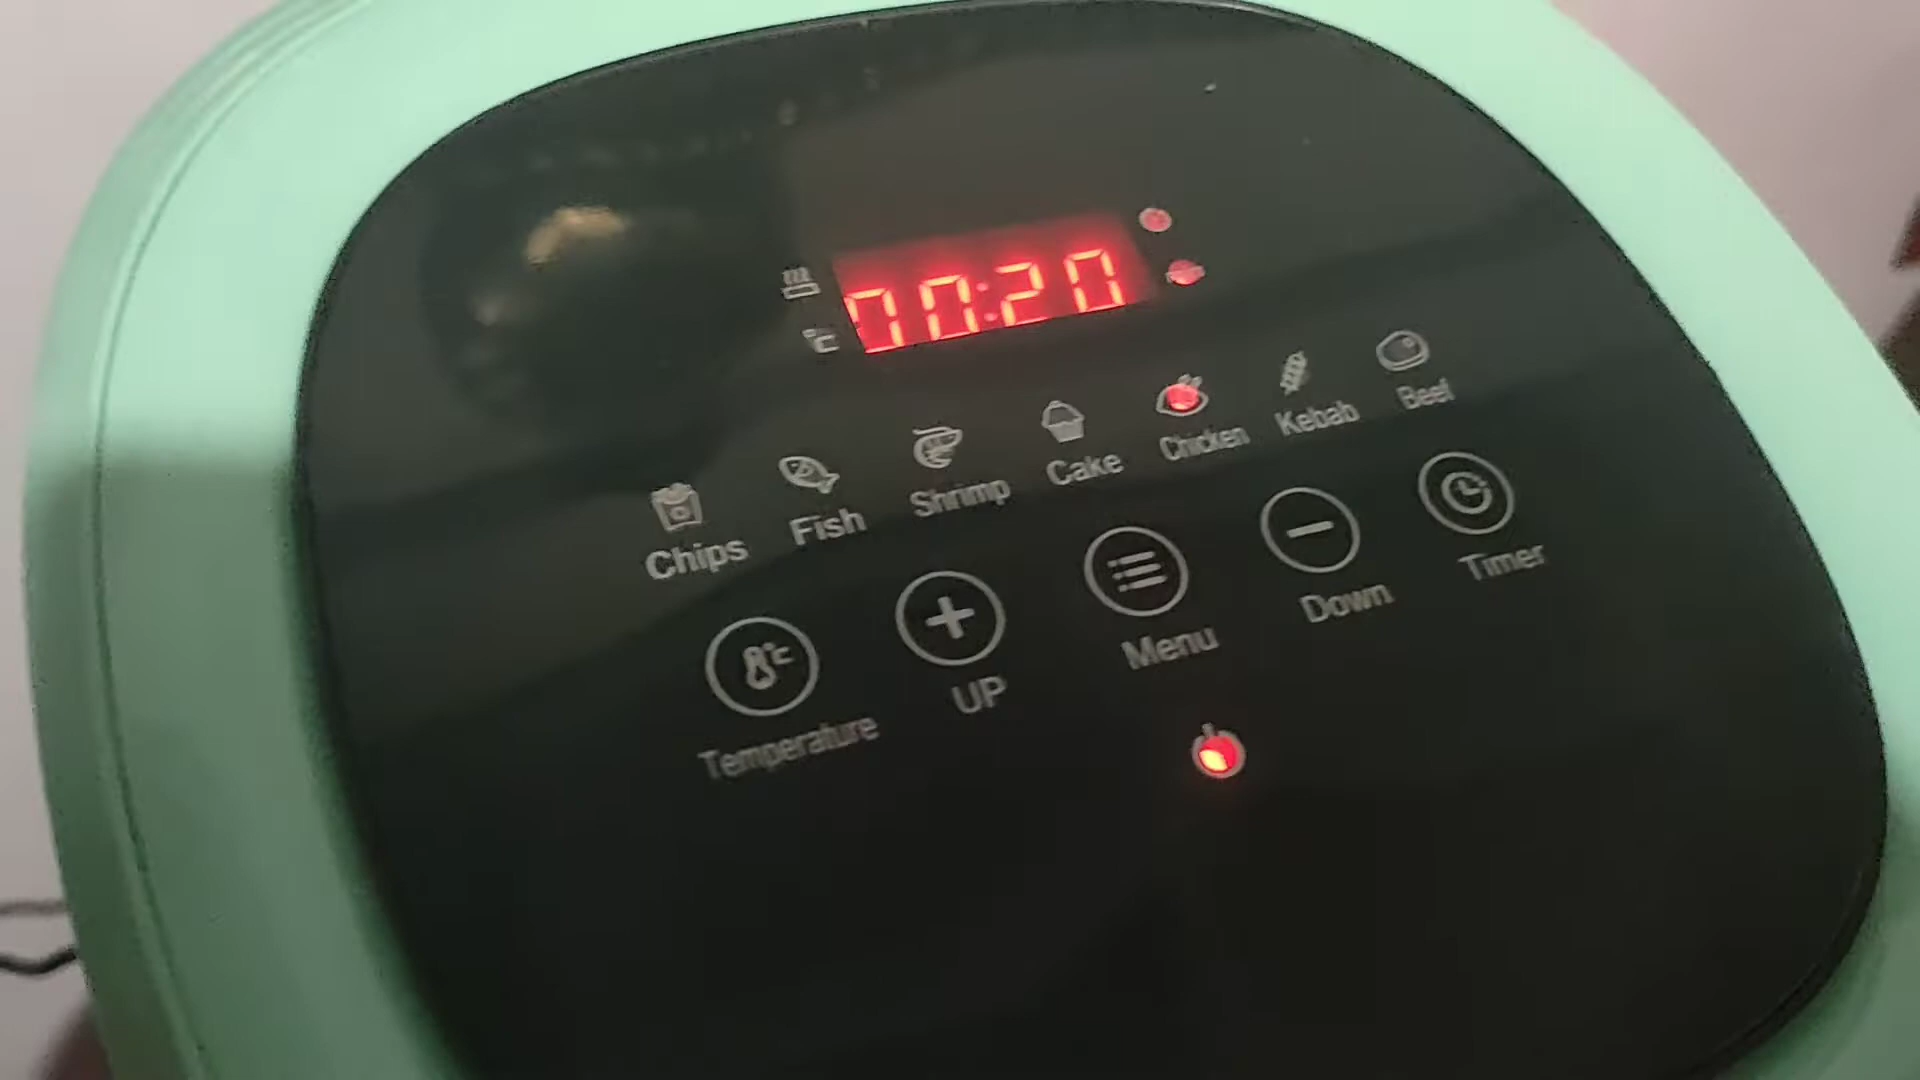 00:20
°C
Chips Fish Shrimp Cake Chicken Kebab Beef
°C
Temperature UP Menu Down Timer